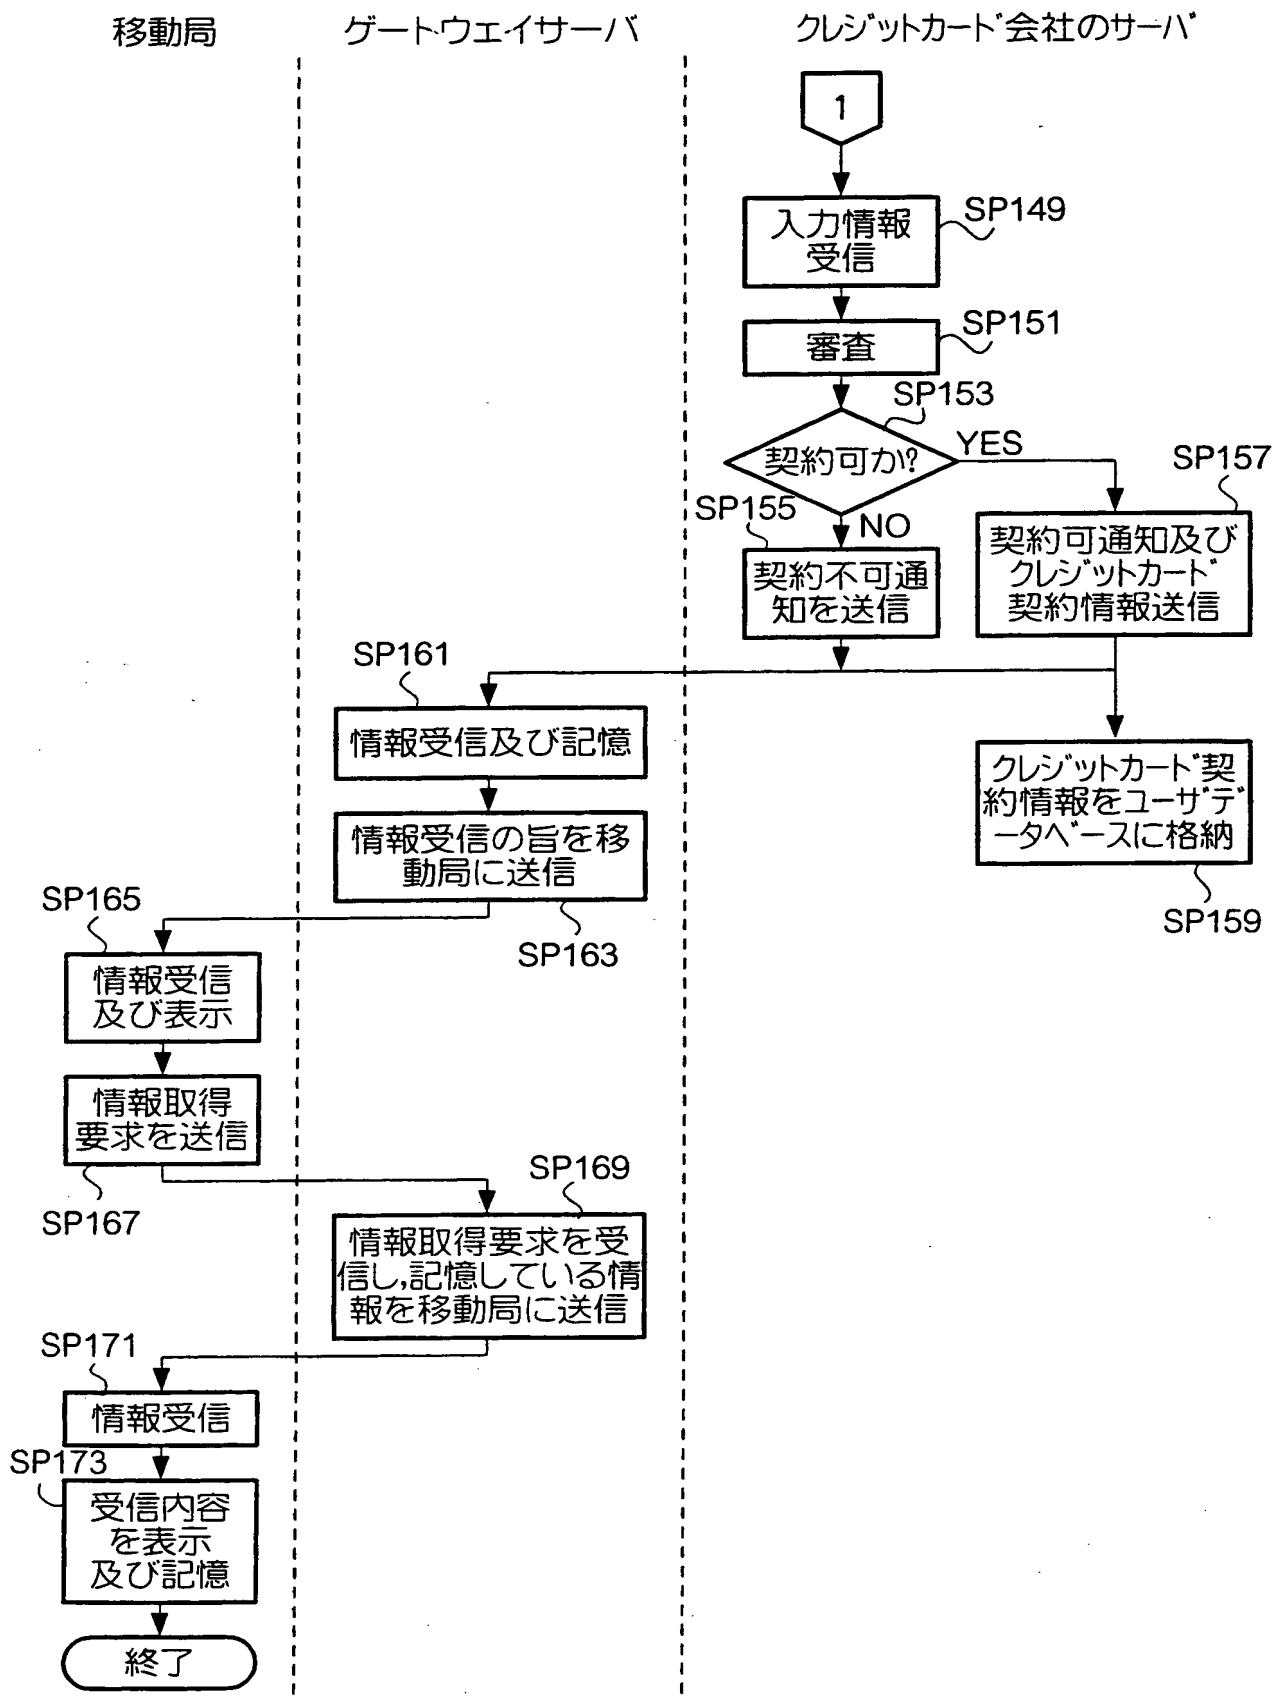 移動局
ゲートウェイサーバ
クレジットカード会社のサーバ
1
SP149
入力情報
受信
SP151
審査
SP153
契約可か?
YES
SP157
SP155
NO
契約可通知及び
クレジットカード
契約情報送信
契約不可通
知を送信
SP161
情報受信及び記憶
クレジットカード契
約情報をユーザデ
ータベースに格納
SP159
情報受信の旨を移
動局に送信
SP163
SP165
情報受信
及び表示
情報取得
要求を送信
SP167
SP169
情報取得要求を受
信し,記憶している情
報を移動局に送信
SP171
情報受信
SP173
受信内容
を表示
及び記憶
終了